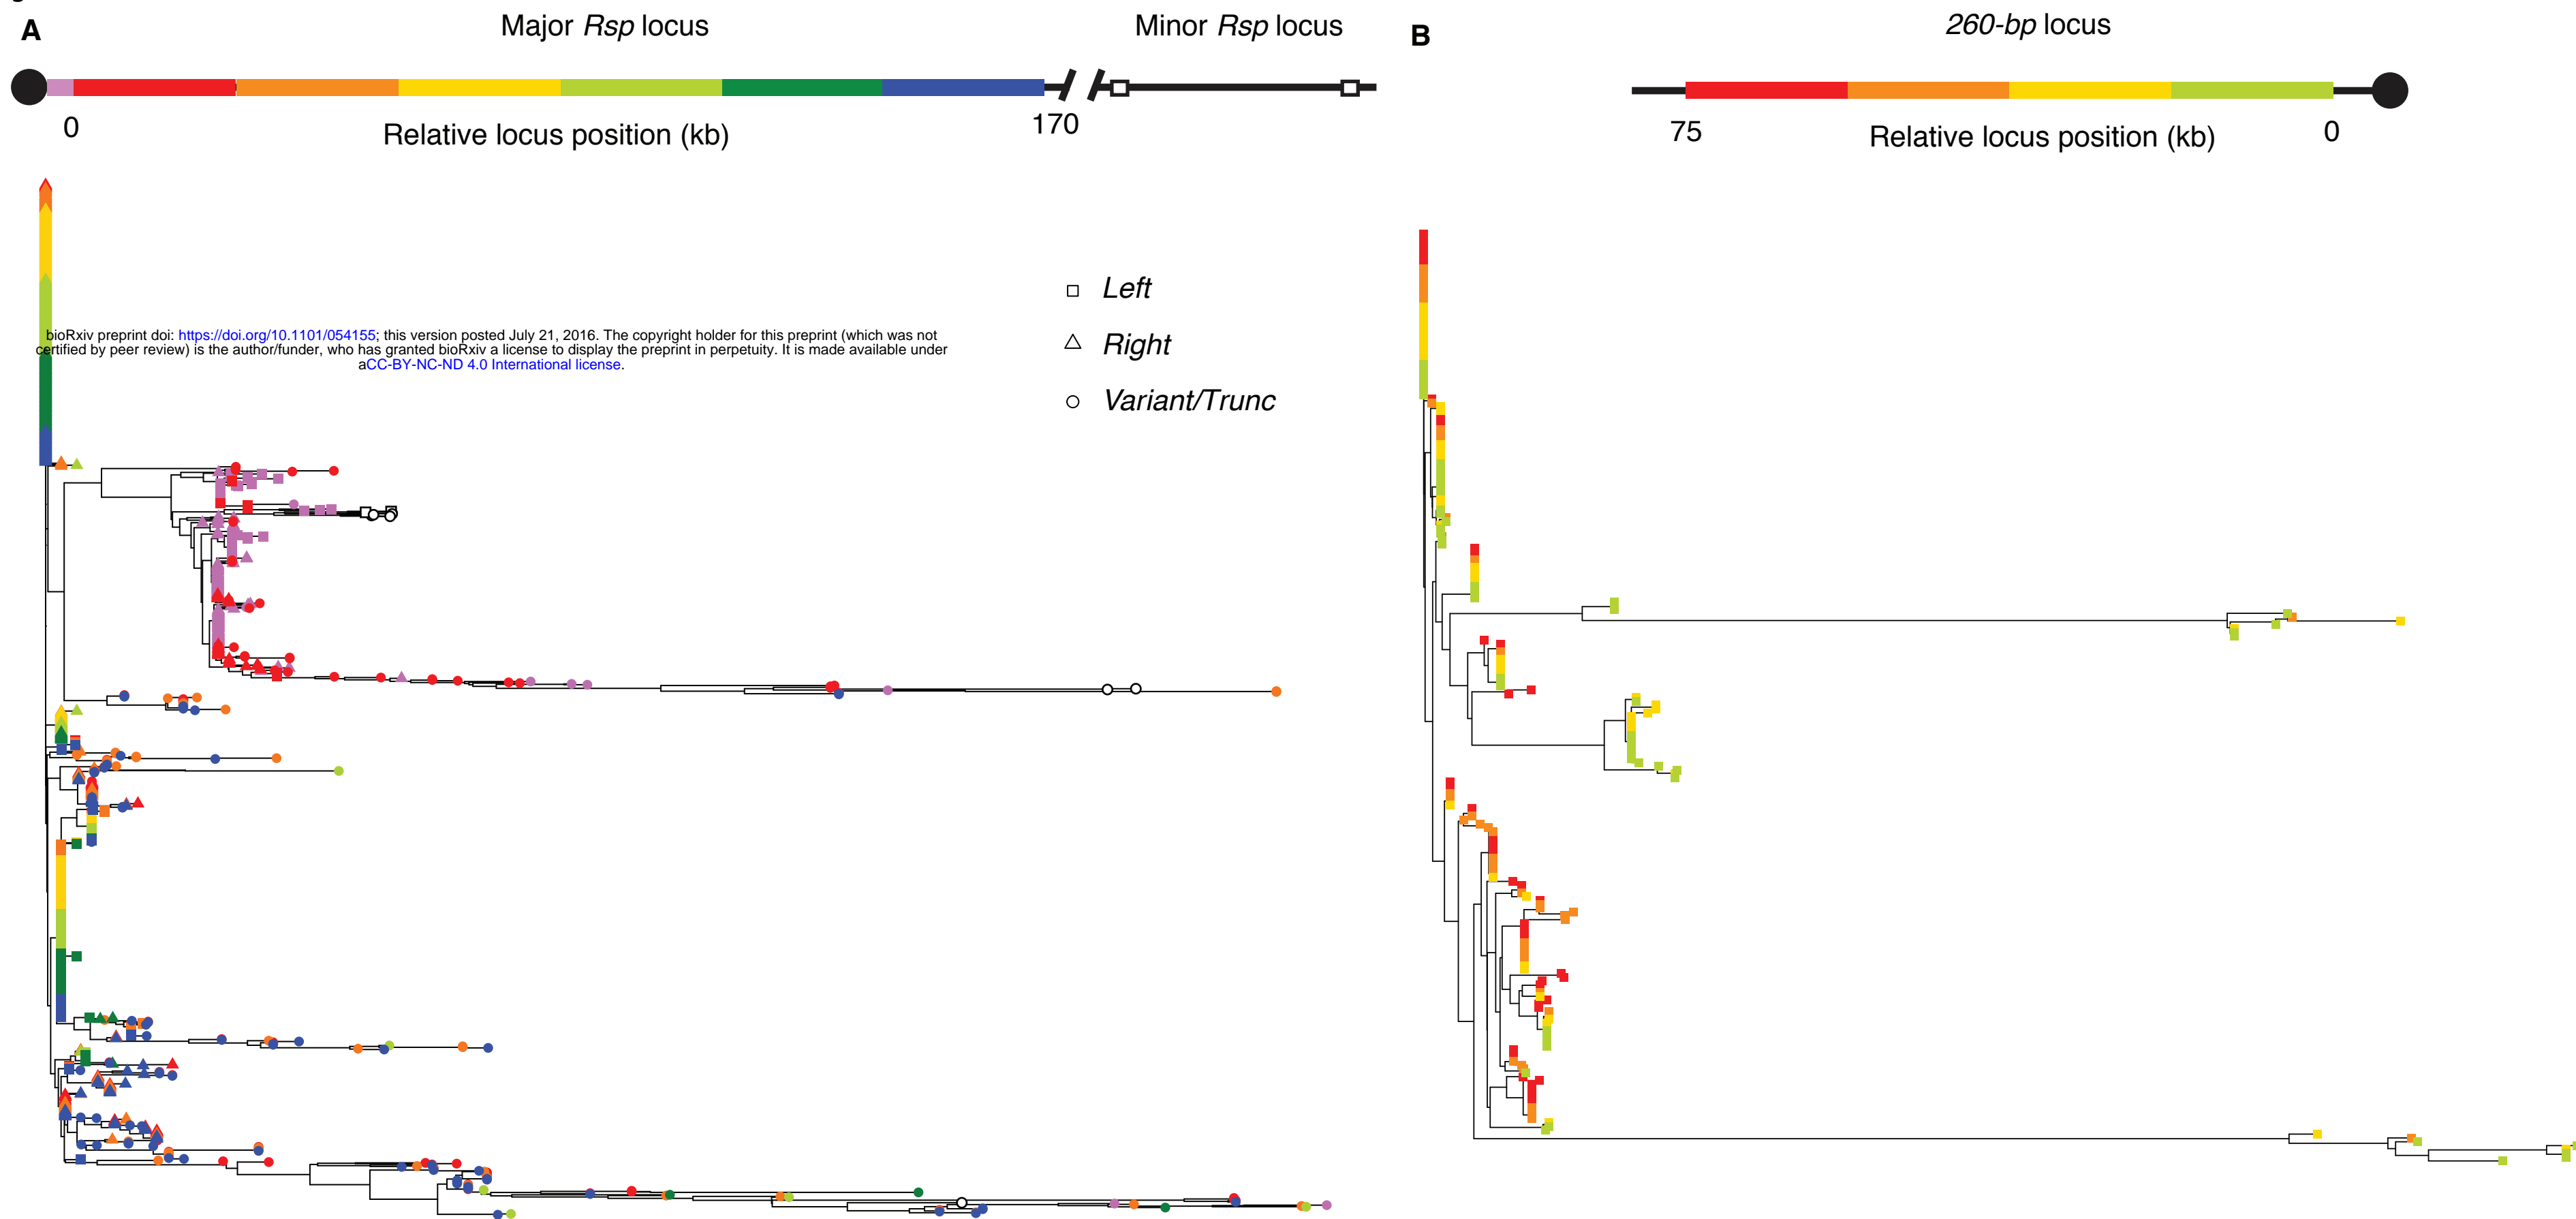 A
Major Rsp locus
Minor Rsp locus
0
Relative locus position (kb)
170
bioRxiv preprint doi: https://doi.org/10.1101/054155; this version posted July 21, 2016. The copyright holder for this preprint (which was not
certified by peer review) is the author/funder, who has granted bioRxiv a license to display the preprint in perpetuity. It is made available under
aCC-BY-NC-ND 4.0 International license.
Left
Right
Variant/Trunc
B
260-bp locus
75
Relative locus position (kb)
0